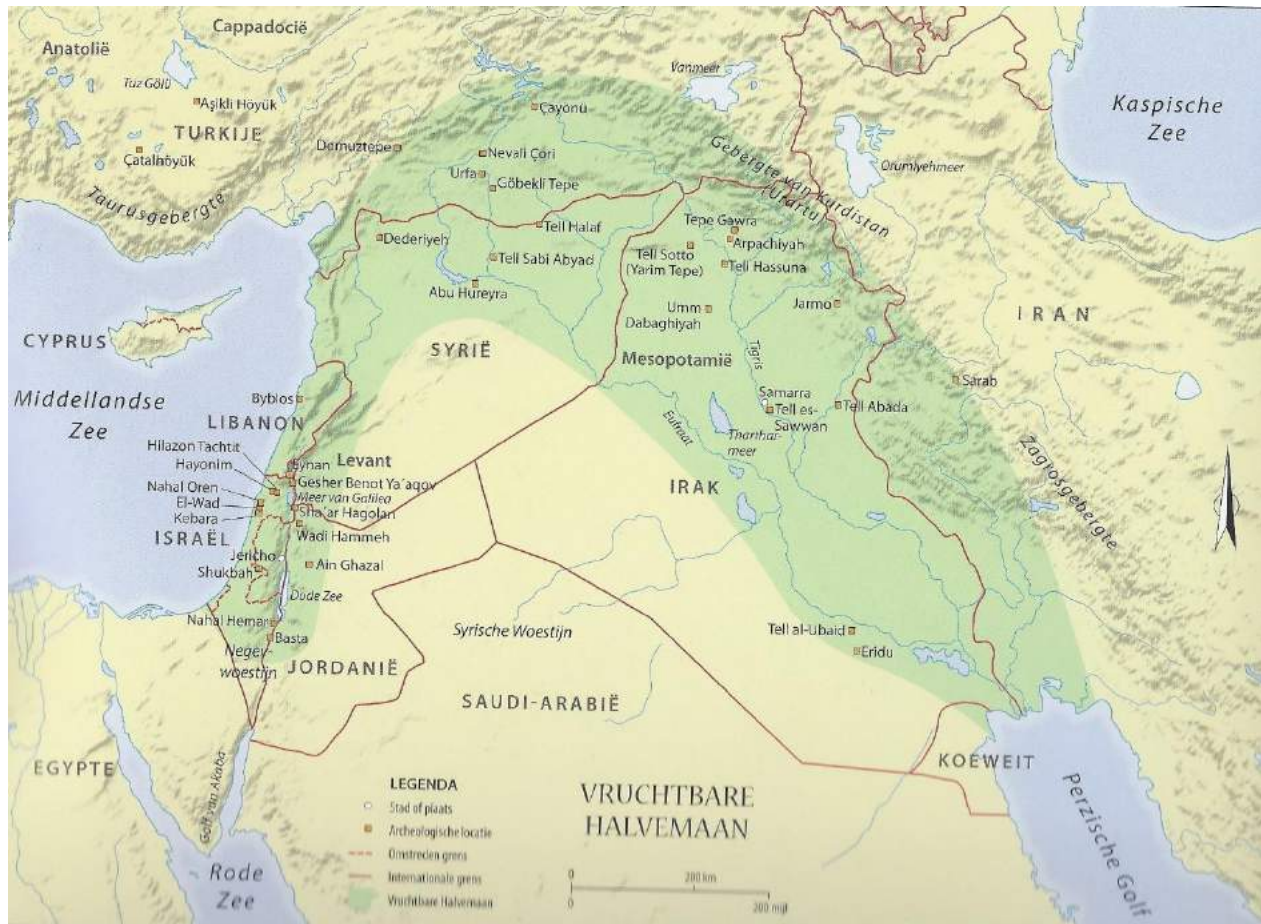 Cappadocië
Anatolië
Tuz Gölü
Aşikli Höyük
TURKIJE
Çatalhöyük
Taurusgebergte
Domuztepe
Çayönü
Nevali Çori
Urfa
Göbekli Tepe
Vanmeer
Kaspische
Zee
Orumiyehmeer
Gebergte van Kurdistan
(Urartu)
Tepe Gawra
Arpachiyah
Tell Sotto
(Yarim Tepe)
Tell Hassuna
Tell Halaf
Dederiyeh
Tell Sabi Abyad
Abu Hureyra
Umm
Dabaghiyah
Jarmo
IRAN
CYPRUS
SYRIË
Mesopotamië
Tigris
Sarab
Middellandse
Zee
Byblos
LIBANON
Samarra
Tell es-
Sawwan
Tell Abada
Eufraat
Tharthar-
meer
Zagrosgebergte
Hilazon Tachtit
Hayonim
Eynan
Levant
Gesher Benot Ya'aqov
Nahal Oren
Meer van Galilea
El-Wad
Sha'ar Hagolan
Kebara
IRAK
ISRAËL
Wadi Hammeh
Jericho
Shukbah
Ain Ghazal
Dode Zee
Nahal Hemar
Basta
Negev-
woestijn
JORDANIË
Syrische Woestijn
Tell al-Ubaid
Eridu
SAUDI-ARABIË
EGYPTE
Golf van Akaba
KOEWEIT
Perzische Golf
Rode
Zee
LEGENDA
Stad of plaats
Archeologische locatie
Omstreden grens
Internationale grens
Vruchtbare Halvemaan
VRUCHTBARE
HALVEMAAN
0 200 km
0 200 mijl